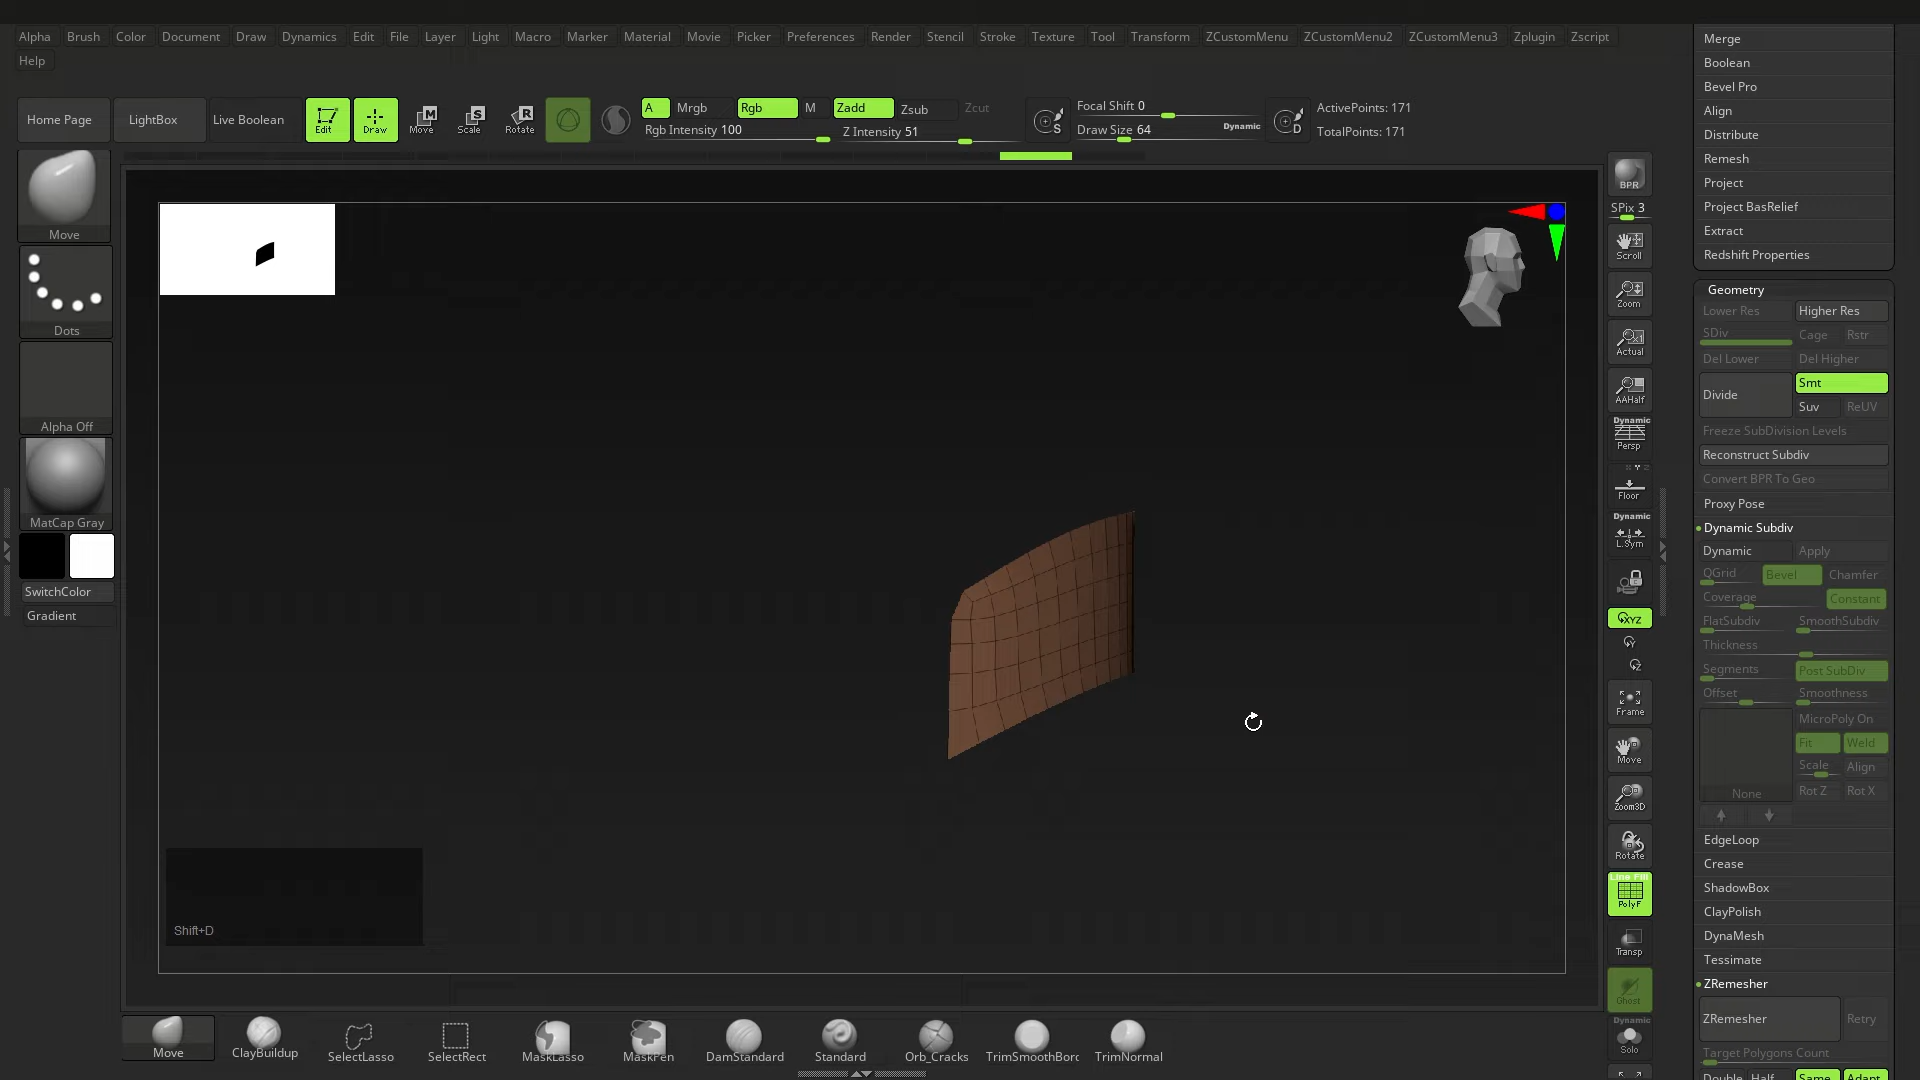 Alpha Brush Color Document Draw Dynamics Edit File Layer Light Macro Marker Material Movie Picker Preferences Render Stencil Stroke Texture Tool Transform ZCustomMenu ZCustomMenu2 ZCustomMenu3 Zplugin Zscript
Help
Home Page LightBox Live Boolean Edit Draw Move Scale Rotate
M S R
A Mrgb Rgb M Zadd Zsub Zcut
Rgb Intensity 100 Z Intensity 51
S Focal Shift 0
Draw Size 64 Dynamic D
ActivePoints: 171
TotalPoints: 171
Move
Dots
Alpha Off
MatCap Gray
SwitchColor
Gradient
Shift+D
BPR
SPix 3
Scroll
Zoom
Actual
AAHalf
Dynamic
Persp
Floor
Dynamic
L.Sym
XYZ
Y
Z
Frame
Move
Zoom3D
Rotate
Line Fill
PolyF
Transp
Ghost
Dynamic
Solo
Merge
Boolean
Bevel Pro
Align
Distribute
Remesh
Project
Project BasRelief
Extract
Redshift Properties
Geometry
Lower Res Higher Res
SDiv Cage Rstr
Del Lower Del Higher
Divide Smt
Suv ReUV
Freeze SubDivision Levels
Reconstruct Subdiv
Convert BPR To Geo
Proxy Pose
Dynamic Subdiv
Dynamic Apply
QGrid Bevel Chamfer
Coverage Constant
FlatSubdiv SmoothSubdiv
Thickness
Segments Post SubDiv
Offset Smoothness
MicroPoly On
Fit Weld
Scale Align
None Rot Z Rot X
EdgeLoop
Crease
ShadowBox
ClayPolish
DynaMesh
Tessimate
ZRemesher
ZRemesher Retry
Target Polygons Count
Double Half Same Adapt
Move ClayBuildup SelectLasso SelectRect MaskLasso MaskPen DamStandard Standard Orb_Cracks TrimSmoothBorc TrimNormal